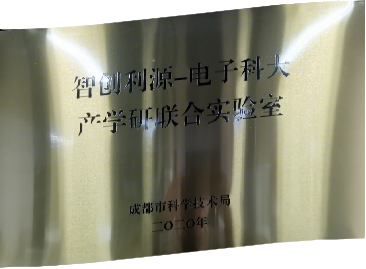 智创利源-电子科大
产学研联合实验室
成都市科学技术局
二〇二〇年